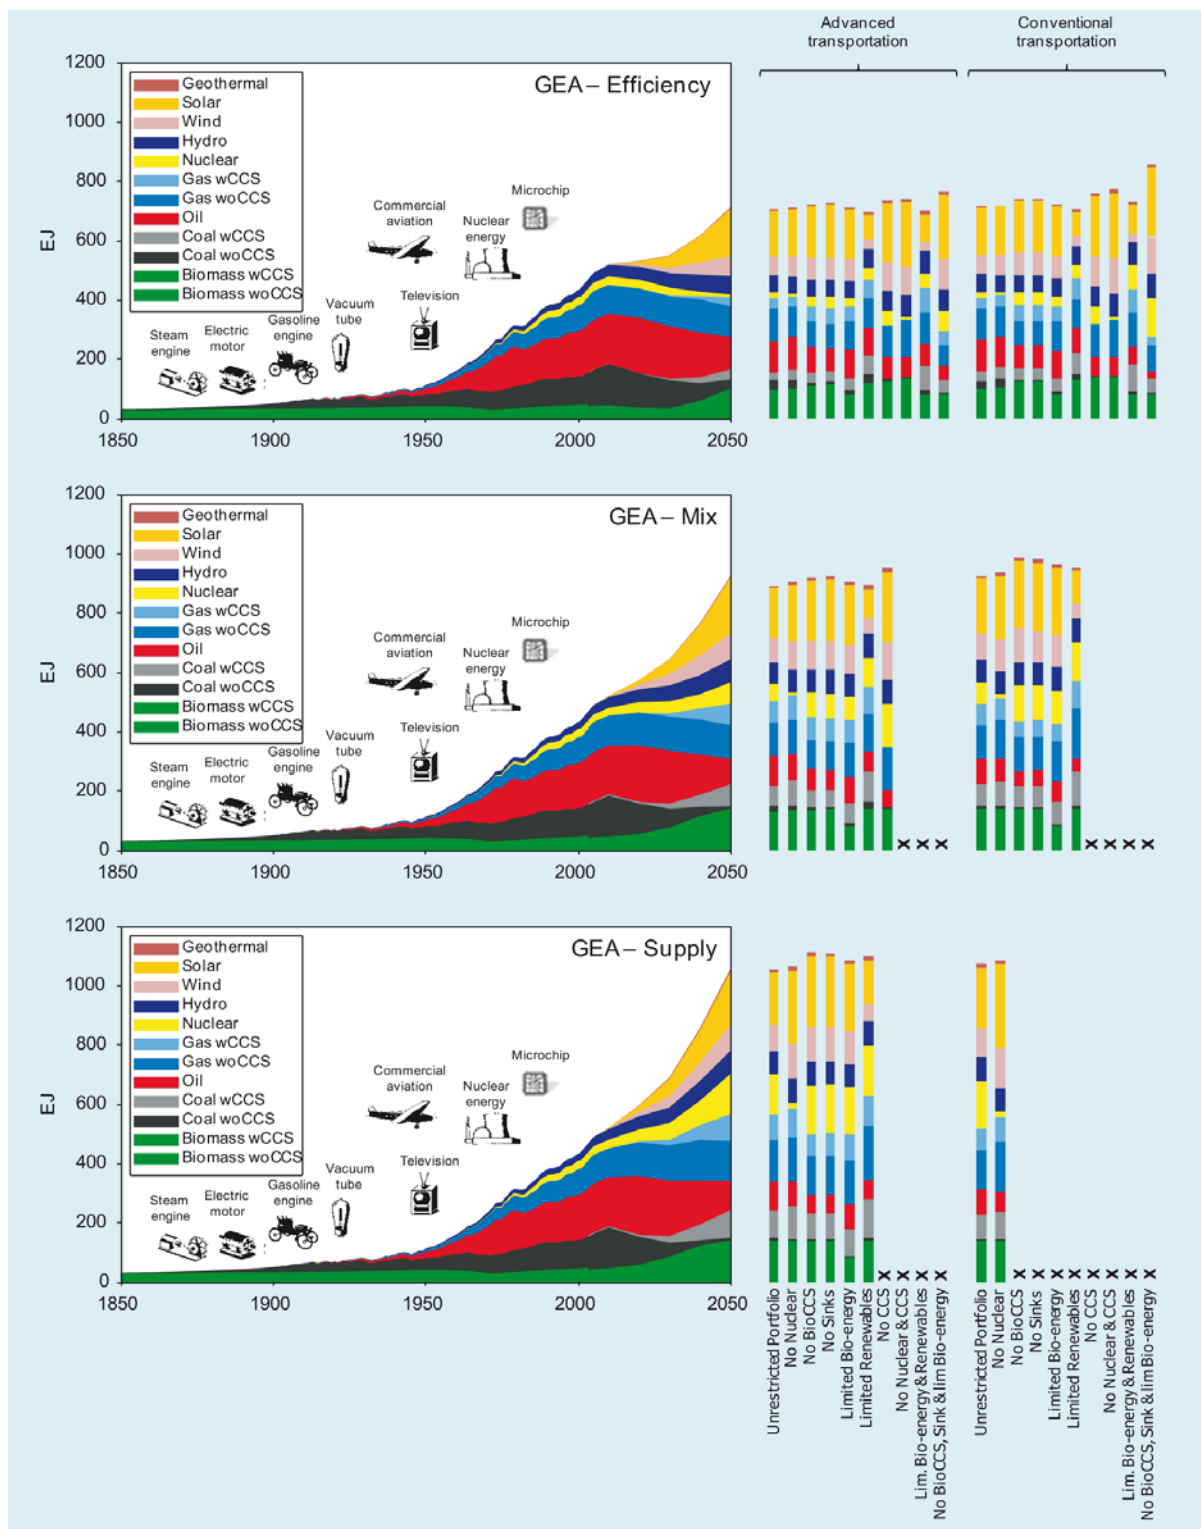 Advanced
transportation
Conventional
transportation
GEA – Efficiency
EJ
1200
1000
800
600
400
200
0
Geothermal
Solar
Wind
Hydro
Nuclear
Gas wCCS
Gas woCCS
Oil
Coal wCCS
Coal woCCS
Biomass wCCS
Biomass woCCS
Steam
engine
Electric
motor
Gasoline
engine
Vacuum
tube
Commercial
aviation
Television
Nuclear
energy
Microchip
1850
1900
1950
2000
2050
GEA – Mix
EJ
1200
1000
800
600
400
200
0
Geothermal
Solar
Wind
Hydro
Nuclear
Gas wCCS
Gas woCCS
Oil
Coal wCCS
Coal woCCS
Biomass wCCS
Biomass woCCS
Steam
engine
Electric
motor
Gasoline
engine
Vacuum
tube
Commercial
aviation
Television
Nuclear
energy
Microchip
1850
1900
1950
2000
2050
X X X
X X X X
GEA – Supply
EJ
1200
1000
800
600
400
200
0
Geothermal
Solar
Wind
Hydro
Nuclear
Gas wCCS
Gas woCCS
Oil
Coal wCCS
Coal woCCS
Biomass wCCS
Biomass woCCS
Steam
engine
Electric
motor
Gasoline
engine
Vacuum
tube
Commercial
aviation
Television
Nuclear
energy
Microchip
1850
1900
1950
2000
2050
X X X X
X X X X X X X X
Unrestricted Portfolio
No Nuclear
No BioCCS
No Sinks
Limited Bio-energy
Limited Renewables
No CCS
No Nuclear & CCS
Lim. Bio-energy & Renewables
No BioCCS, Sink & lim Bio-energy
Unrestricted Portfolio
No Nuclear
No BioCCS
No Sinks
Limited Bio-energy
Limited Renewables
No CCS
No Nuclear & CCS
Lim. Bio-energy & Renewables
No BioCCS, Sink & lim Bio-energy